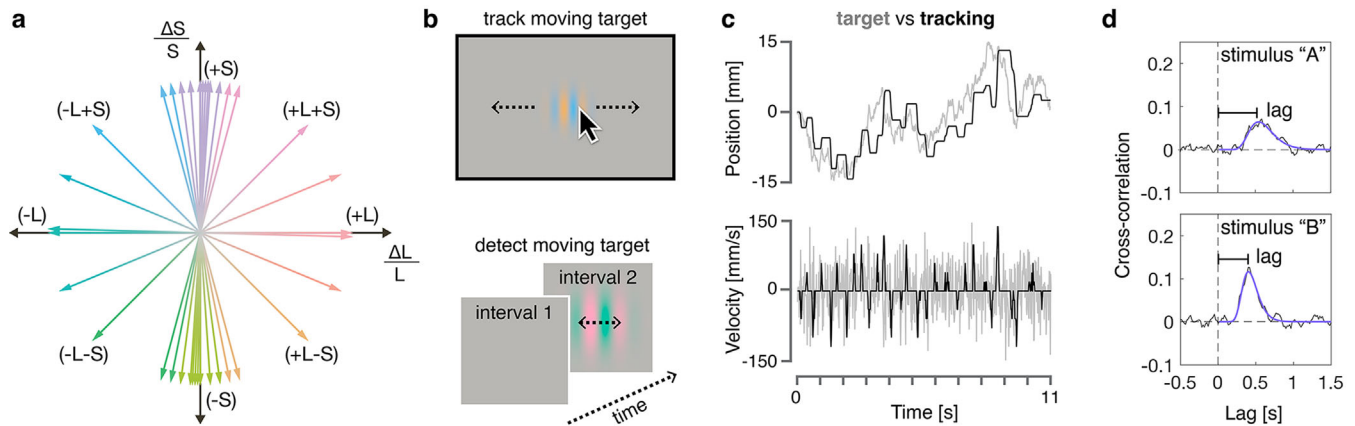 a
ΔS
S
(+S)
(-L+S)
(+L+S)
(-L)
(+L)
ΔL
L
(-L-S)
(+L-S)
(-S)
b
track moving target
detect moving target
interval 2
interval 1
time
c
target vs tracking
15
0
-15
Position [mm]
150
0
-150
Velocity [mm/s]
0
11
Time [s]
d
stimulus "A"
lag
0.2
0.1
0
-0.1
stimulus "B"
lag
0.2
0.1
0
-0.1
Cross-correlation
-0.5
0
0.5
1
1.5
Lag [s]